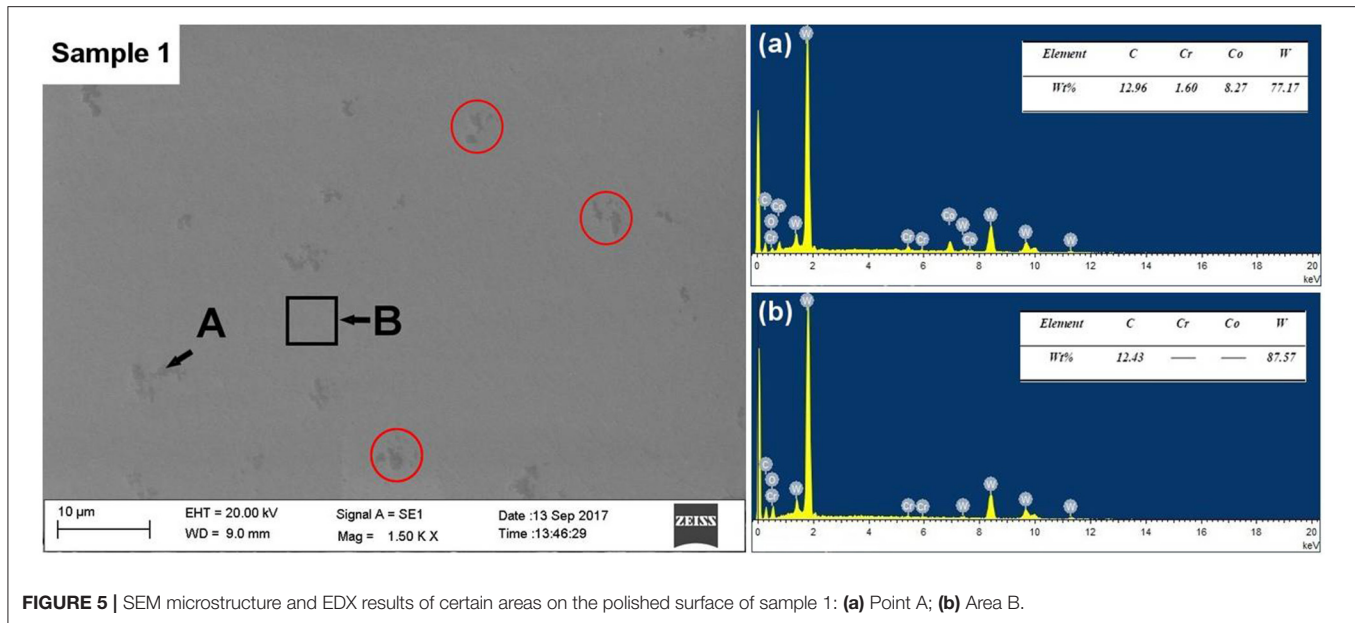 Sample 1
A
B
10 µm
EHT = 20.00 kV
WD = 9.0 mm
Signal A = SE1
Mag = 1.50 K X
Date :13 Sep 2017
Time :13:46:29
ZEISS
(a)
Element C Cr Co W
Wt% 12.96 1.60 8.27 77.17
W
C
O
Cr
Co
W
Cr
Cr
Co
W
Co
W
W
W
0 2 4 6 8 10 12 14 16 18 20
keV
(b)
Element C Cr Co W
Wt% 12.43 —— —— 87.57
W
C
O
Cr
W
Cr
Cr
W
W
W
W
0 2 4 6 8 10 12 14 16 18 20
keV
FIGURE 5 | SEM microstructure and EDX results of certain areas on the polished surface of sample 1: (a) Point A; (b) Area B.